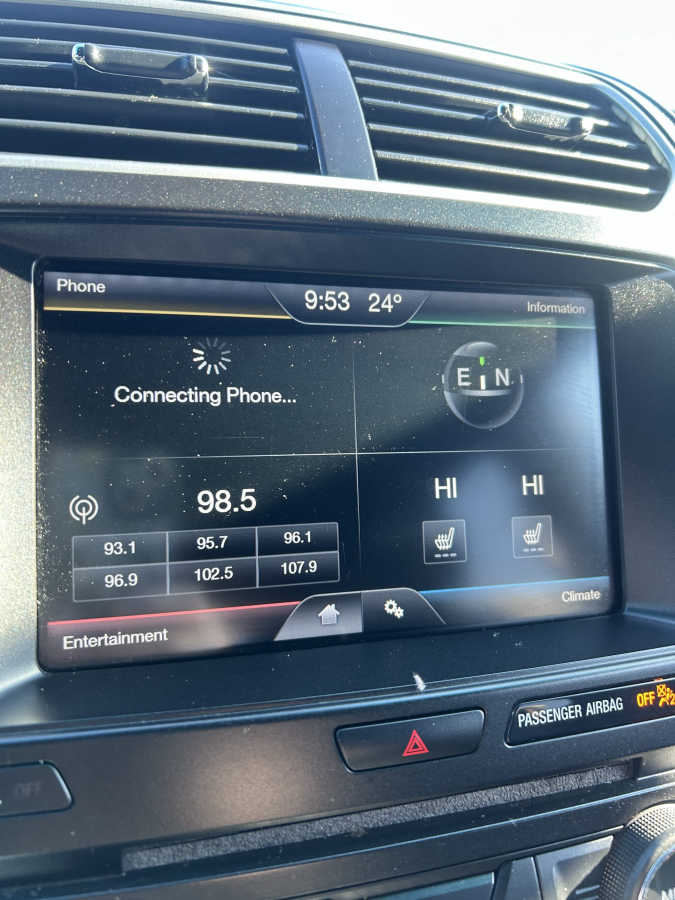 Phone
9:53 24°
Information
Connecting Phone...
E N
98.5
HI HI
93.1 95.7 96.1
96.9 102.5 107.9
Entertainment
Climate
PASSENGER AIRBAG OFF
OFF